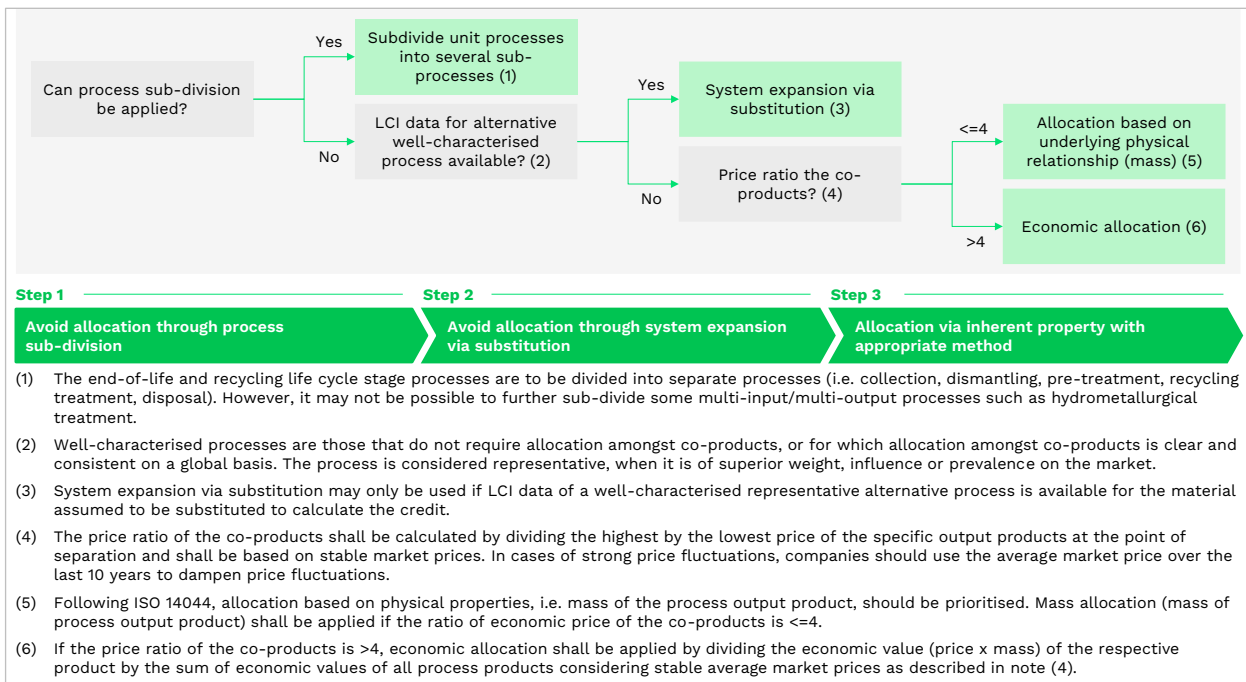 Can process sub-division
be applied?
Yes
No
Subdivide unit processes
into several sub-
processes (1)
LCI data for alternative
well-characterised
process available? (2)
Yes
No
System expansion via
substitution (3)
Price ratio the co-
products? (4)
<=4
>4
Allocation based on
underlying physical
relationship (mass) (5)
Economic allocation (6)
Step 1
Avoid allocation through process
sub-division
Step 2
Avoid allocation through system expansion
via substitution
Step 3
Allocation via inherent property with
appropriate method
(1) The end-of-life and recycling life cycle stage processes are to be divided into separate processes (i.e. collection, dismantling, pre-treatment, recycling
treatment, disposal). However, it may not be possible to further sub-divide some multi-input/multi-output processes such as hydrometallurgical
treatment.
(2) Well-characterised processes are those that do not require allocation amongst co-products, or for which allocation amongst co-products is clear and
consistent on a global basis. The process is considered representative, when it is of superior weight, influence or prevalence on the market.
(3) System expansion via substitution may only be used if LCI data of a well-characterised representative alternative process is available for the material
assumed to be substituted to calculate the credit.
(4) The price ratio of the co-products shall be calculated by dividing the highest by the lowest price of the specific output products at the point of
separation and shall be based on stable market prices. In cases of strong price fluctuations, companies should use the average market price over the
last 10 years to dampen price fluctuations.
(5) Following ISO 14044, allocation based on physical properties, i.e. mass of the process output product, should be prioritised. Mass allocation (mass of
process output product) shall be applied if the ratio of economic price of the co-products is <=4.
(6) If the price ratio of the co-products is >4, economic allocation shall be applied by dividing the economic value (price x mass) of the respective
product by the sum of economic values of all process products considering stable average market prices as described in note (4).